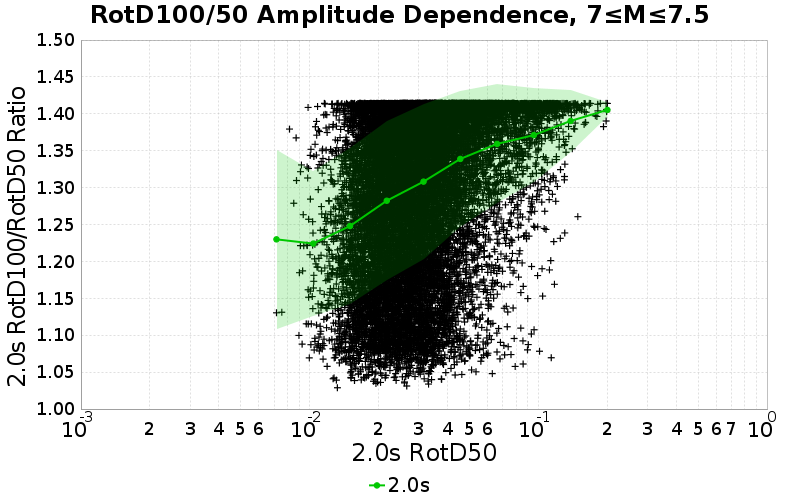 RotD100/50 Amplitude Dependence, 7≤M≤7.5
2.0s RotD100/RotD50 Ratio
1.50
1.45
1.40
1.35
1.30
1.25
1.20
1.15
1.10
1.05
1.00
10-3 2 3 4 5 6 10-2 2 3 4 5 6 10-1 2 3 4 5 6 7 100
2.0s RotD50
2.0s